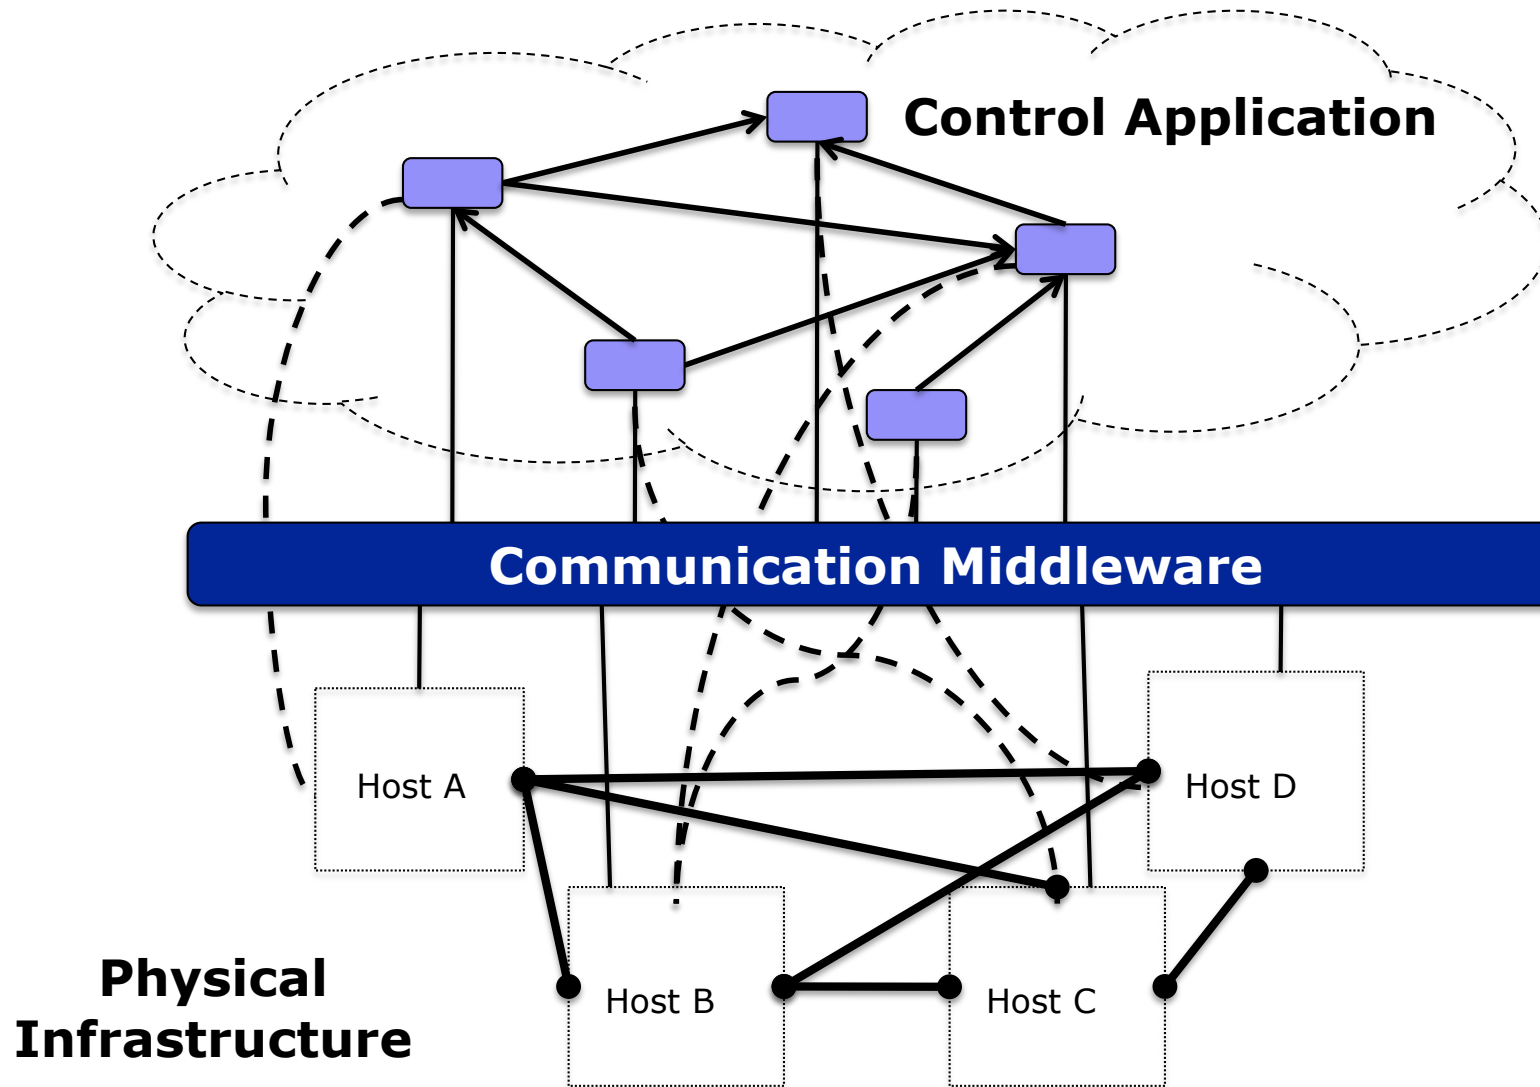 Control Application
Communication Middleware
Host A
Host D
Host B
Host C
Physical
Infrastructure